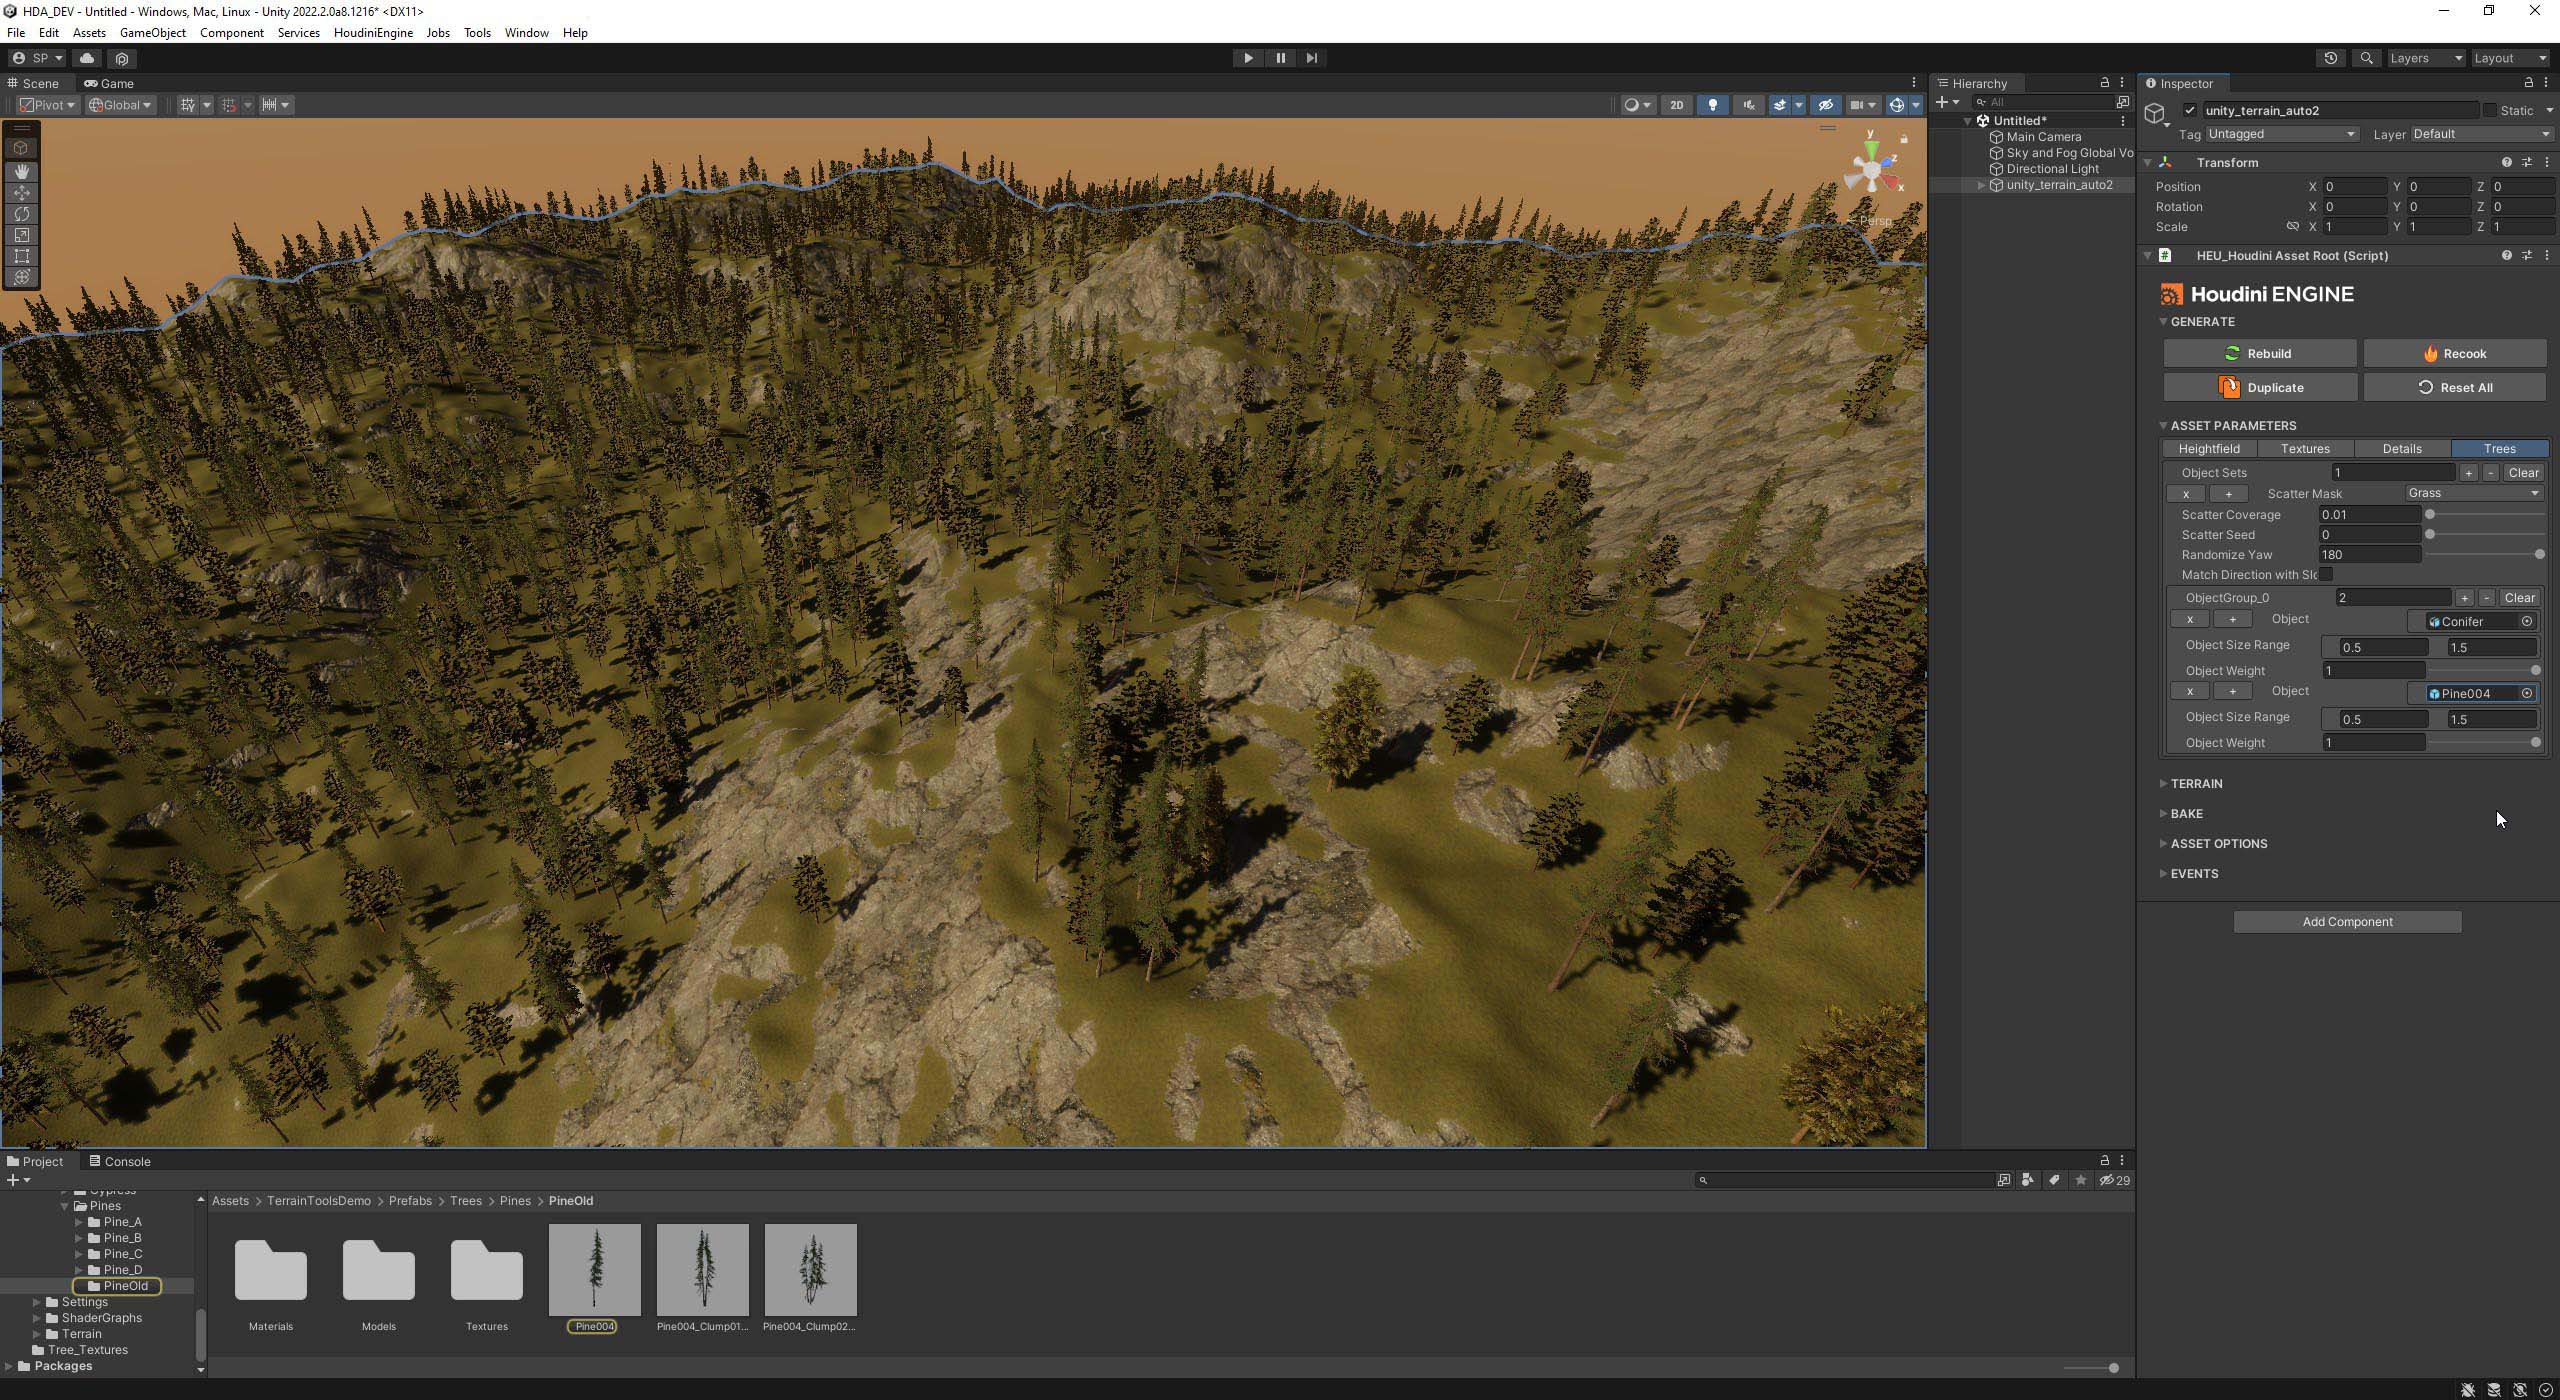 HDA_DEV - Untitled - Windows, Mac, Linux - Unity 2022.2.0a8.1216* <DX11>
File Edit Assets GameObject Component Services HoudiniEngine Jobs Tools Window Help
SP Layers Layout
Scene Game
Pivot Global 2D
y
z
x
Persp
Hierarchy
All
Untitled*
Main Camera
Sky and Fog Global Vo
Directional Light
unity_terrain_auto2
Inspector
unity_terrain_auto2 Static
Tag Untagged Layer Default
Transform
Position X 0 Y 0 Z 0
Rotation X 0 Y 0 Z 0
Scale X 1 Y 1 Z 1
# HEU_Houdini Asset Root (Script)
Houdini ENGINE
GENERATE
Rebuild Recook
Duplicate Reset All
ASSET PARAMETERS
Heightfield Textures Details Trees
Object Sets 1 + - Clear
x + Scatter Mask Grass
Scatter Coverage 0.01
Scatter Seed 0
Randomize Yaw 180
Match Direction with Slo
ObjectGroup_0 2 + - Clear
x + Object Conifer
Object Size Range 0.5 1.5
Object Weight 1
x + Object Pine004
Object Size Range 0.5 1.5
Object Weight 1
TERRAIN
BAKE
ASSET OPTIONS
EVENTS
Add Component
Project Console
29
Cypress
Pines
Pine_A
Pine_B
Pine_C
Pine_D
PineOld
Settings
ShaderGraphs
Terrain
Tree_Textures
Packages
Assets > TerrainToolsDemo > Prefabs > Trees > Pines > PineOld
Materials Models Textures Pine004 Pine004_Clump01... Pine004_Clump02...